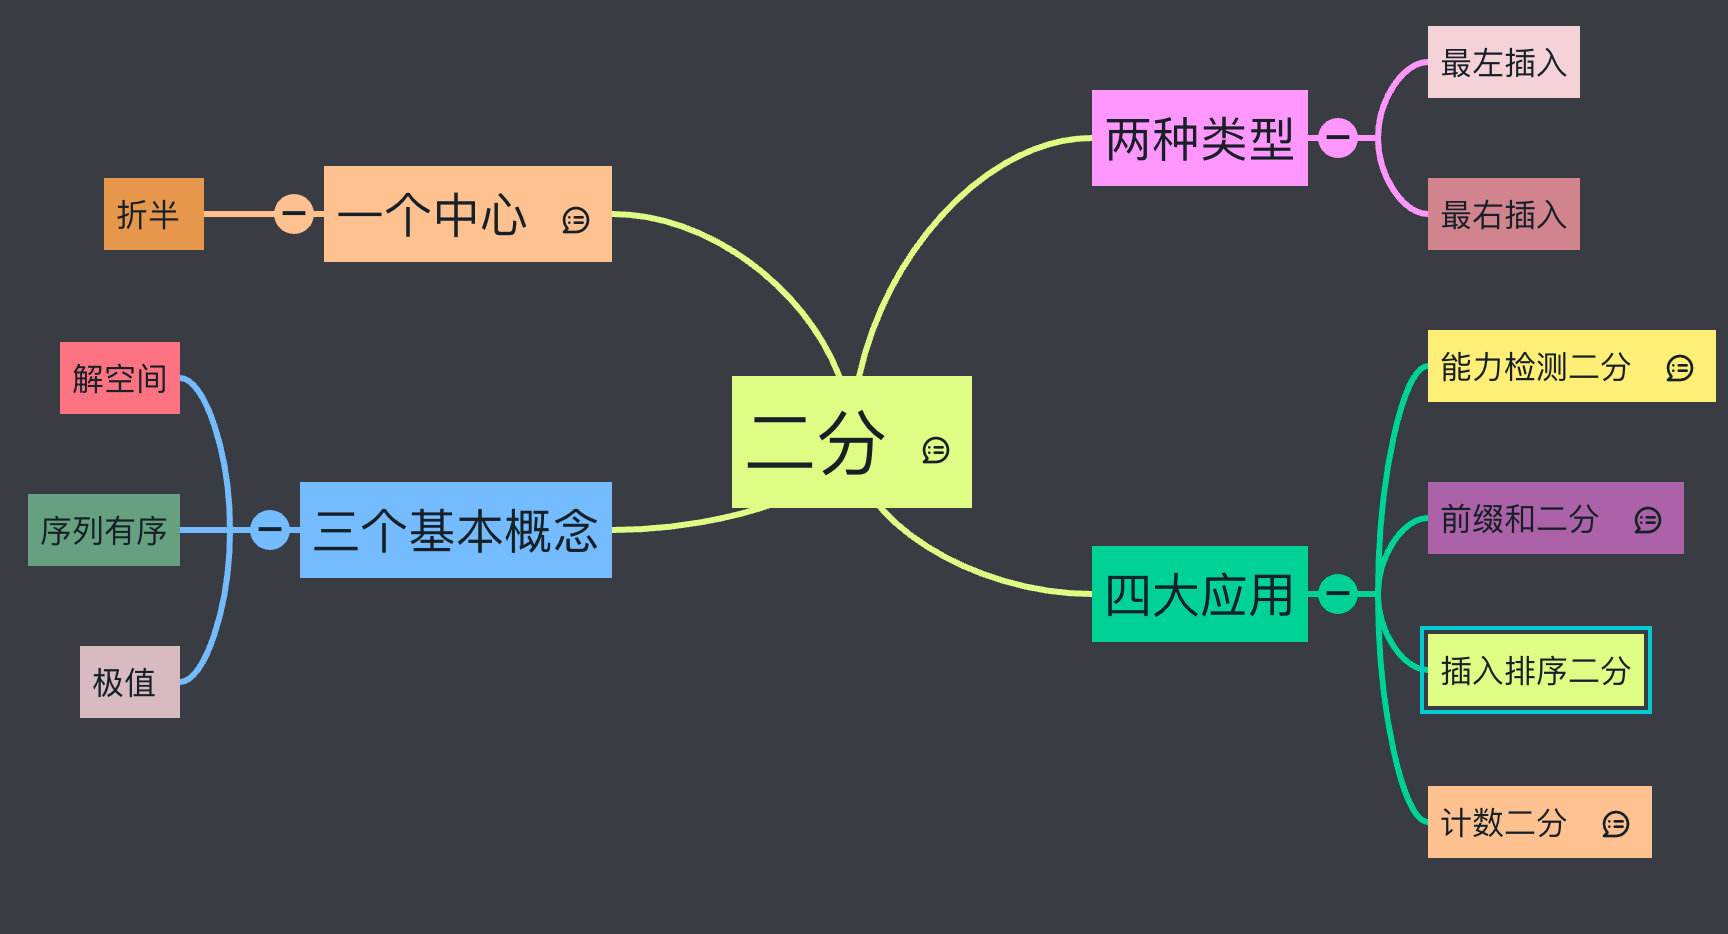 二分
一个中心
折半
三个基本概念
解空间
序列有序
极值
两种类型
最左插入
最右插入
四大应用
能力检测二分
前缀和二分
插入排序二分
计数二分